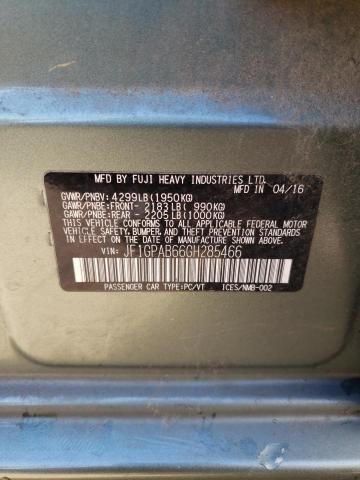 MFD BY FUJI HEAVY INDUSTRIES LTD.
MFD IN 04/16
GVWR/PNBV: 4299LB(1950KG)
GAWR/PNBE:FRONT- 2183LB( 990KG)
GAWR/PNBE:REAR - 2205LB(1000KG)
THIS VEHICLE CONFORMS TO ALL APPLICABLE FEDERAL MOTOR
VEHICLE SAFETY, BUMPER, AND THEFT PREVENTION STANDARDS
IN EFFECT ON THE DATE OF MANUFACTURE SHOWN ABOVE.
VIN: JF1GPAB66GH285466
PASSENGER CAR TYPE:PC/VT ICES/NMB-002